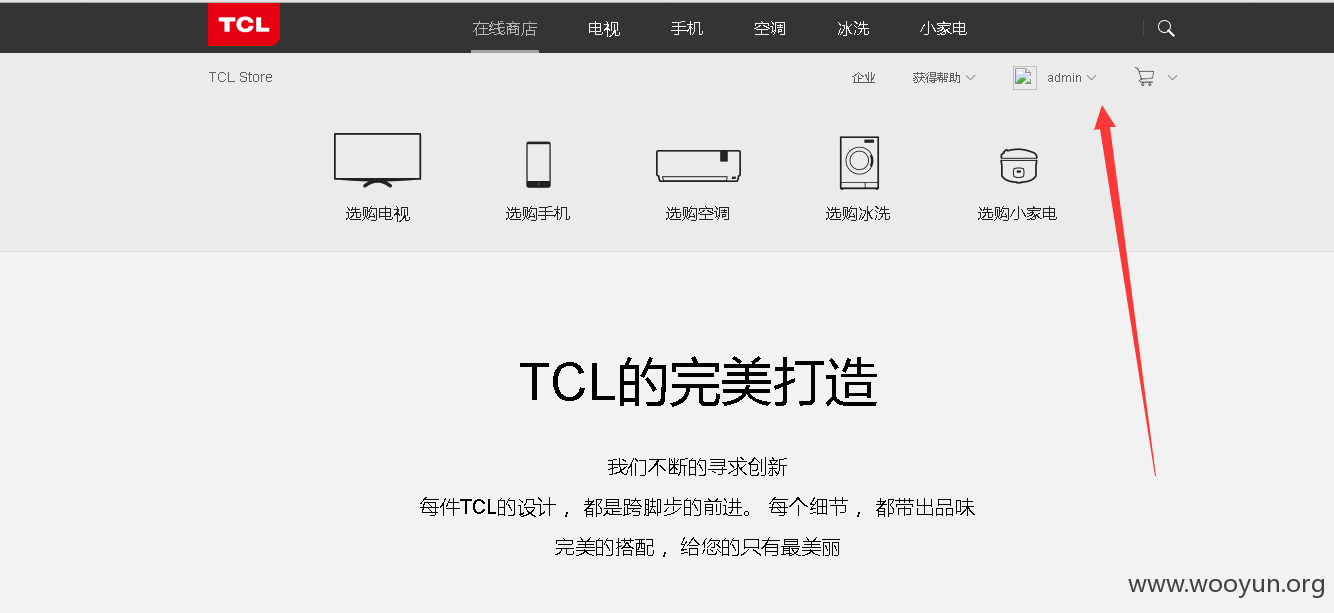 TCL 在线商店 电视 手机 空调 冰洗 小家电
TCL Store 企业 获得帮助 admin
选购电视 选购手机 选购空调 选购冰洗 选购小家电
TCL的完美打造
我们不断的寻求创新
每件TCL的设计，都是跨脚步的前进。每个细节，都带出品味
完美的搭配，给您的只有最美丽
www.wooyun.org